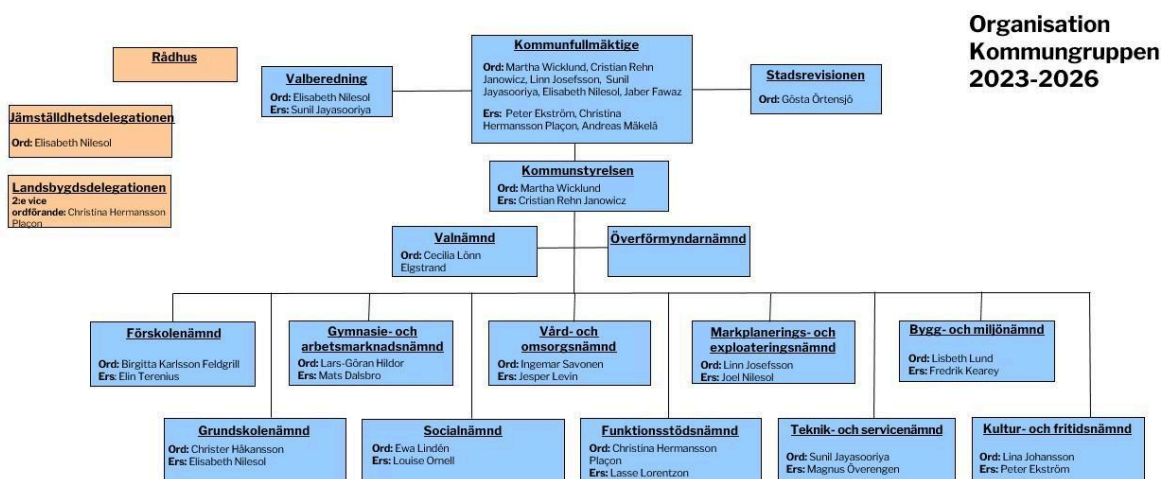 Organisation
Kommungruppen
2023-2026
Rådhus
Jämställdhetsdelegationen
Ord: Elisabeth Nilesol
Landsbygdsdelegationen
2:e vice
ordförande: Christina Hermansson
Plaçon
Valberedning
Ord: Elisabeth Nilesol
Ers: Sunil Jayasooriya
Kommunfullmäktige
Ord: Martha Wicklund, Cristian Rehn
Janowicz, Linn Josefsson, Sunil
Jayasooriya, Elisabeth Nilesol, Jaber Fawaz
Ers: Peter Ekström, Christina
Hermansson Plaçon, Andreas Mäkelä
Stadsrevisionen
Ord: Gösta Örtensjö
Kommunstyrelsen
Ord: Martha Wicklund
Ers: Cristian Rehn Janowicz
Valnämnd
Ord: Cecilia Lönn
Elgstrand
Överförmyndarnämnd
Förskolenämnd
Ord: Birgitta Karlsson Feldgrill
Ers: Elin Terenius
Gymnasie- och
arbetsmarknadsnämnd
Ord: Lars-Göran Hildor
Ers: Mats Dalsbro
Vård- och
omsorgsnämnd
Ord: Ingemar Savonen
Ers: Jesper Levin
Markplanerings- och
exploateringsnämnd
Ord: Linn Josefsson
Ers: Joel Nilesol
Bygg- och miljönämnd
Ord: Lisbeth Lund
Ers: Fredrik Kearey
Grundskolenämnd
Ord: Christer Håkansson
Ers: Elisabeth Nilesol
Socialnämnd
Ord: Ewa Lindén
Ers: Louise Ornell
Funktionsstödsnämnd
Ord: Christina Hermansson
Plaçon
Ers: Lasse Lorentzon
Teknik- och servicenämnd
Ord: Sunil Jayasooriya
Ers: Magnus Överengen
Kultur- och fritidsnämnd
Ord: Lina Johansson
Ers: Peter Ekström